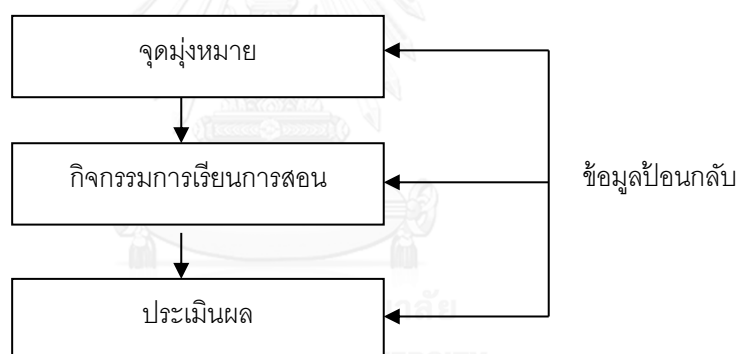 จุดมุ่งหมาย
กิจกรรมการเรียนการสอน
ข้อมูลป้อนกลับ
ประเมินผล